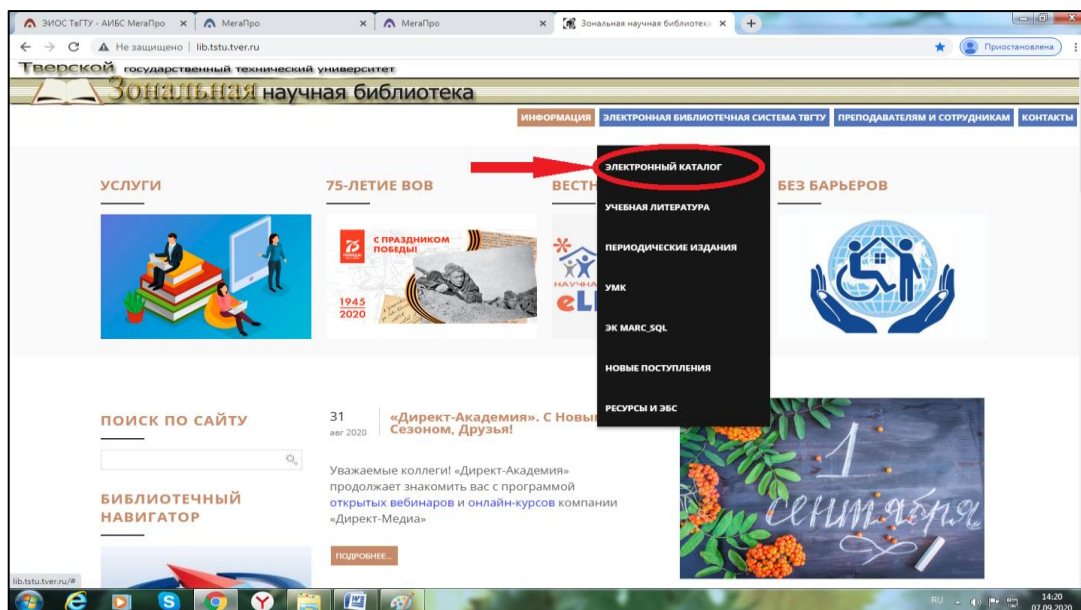 ЭИОС ТвГТУ - АИБС МегаПро
МегаПро
МегаПро
Зональная научная библиотека
Не защищено | lib.tstu.tver.ru
Приостановлена
Тверской государственный технический университет
Зональная научная библиотека
ИНФОРМАЦИЯ
ЭЛЕКТРОННАЯ БИБЛИОТЕЧНАЯ СИСТЕМА ТВГТУ
ПРЕПОДАВАТЕЛЯМ И СОТРУДНИКАМ
КОНТАКТЫ
ЭЛЕКТРОННЫЙ КАТАЛОГ
УЧЕБНАЯ ЛИТЕРАТУРА
ПЕРИОДИЧЕСКИЕ ИЗДАНИЯ
УМК
ЭК MARC_SQL
НОВЫЕ ПОСТУПЛЕНИЯ
РЕСУРСЫ И ЭБС
УСЛУГИ
75-ЛЕТИЕ ВОВ
75
С ПРАЗДНИКОМ
ПОБЕДЫ!
1945
2020
ВЕСТН
НАУЧНА
eLI
БЕЗ БАРЬЕРОВ
ПОИСК ПО САЙТУ
БИБЛИОТЕЧНЫЙ
НАВИГАТОР
31
авг 2020
«Директ-Академия». С Новы
Сезоном, Друзья!
Уважаемые коллеги! «Директ-Академия»
продолжает знакомить вас с программой
открытых вебинаров и онлайн-курсов компании
«Директ-Медиа»
ПОДРОБНЕЕ...
1
сентября
lib.tstu.tver.ru/#
RU
14:20
07.09.2020